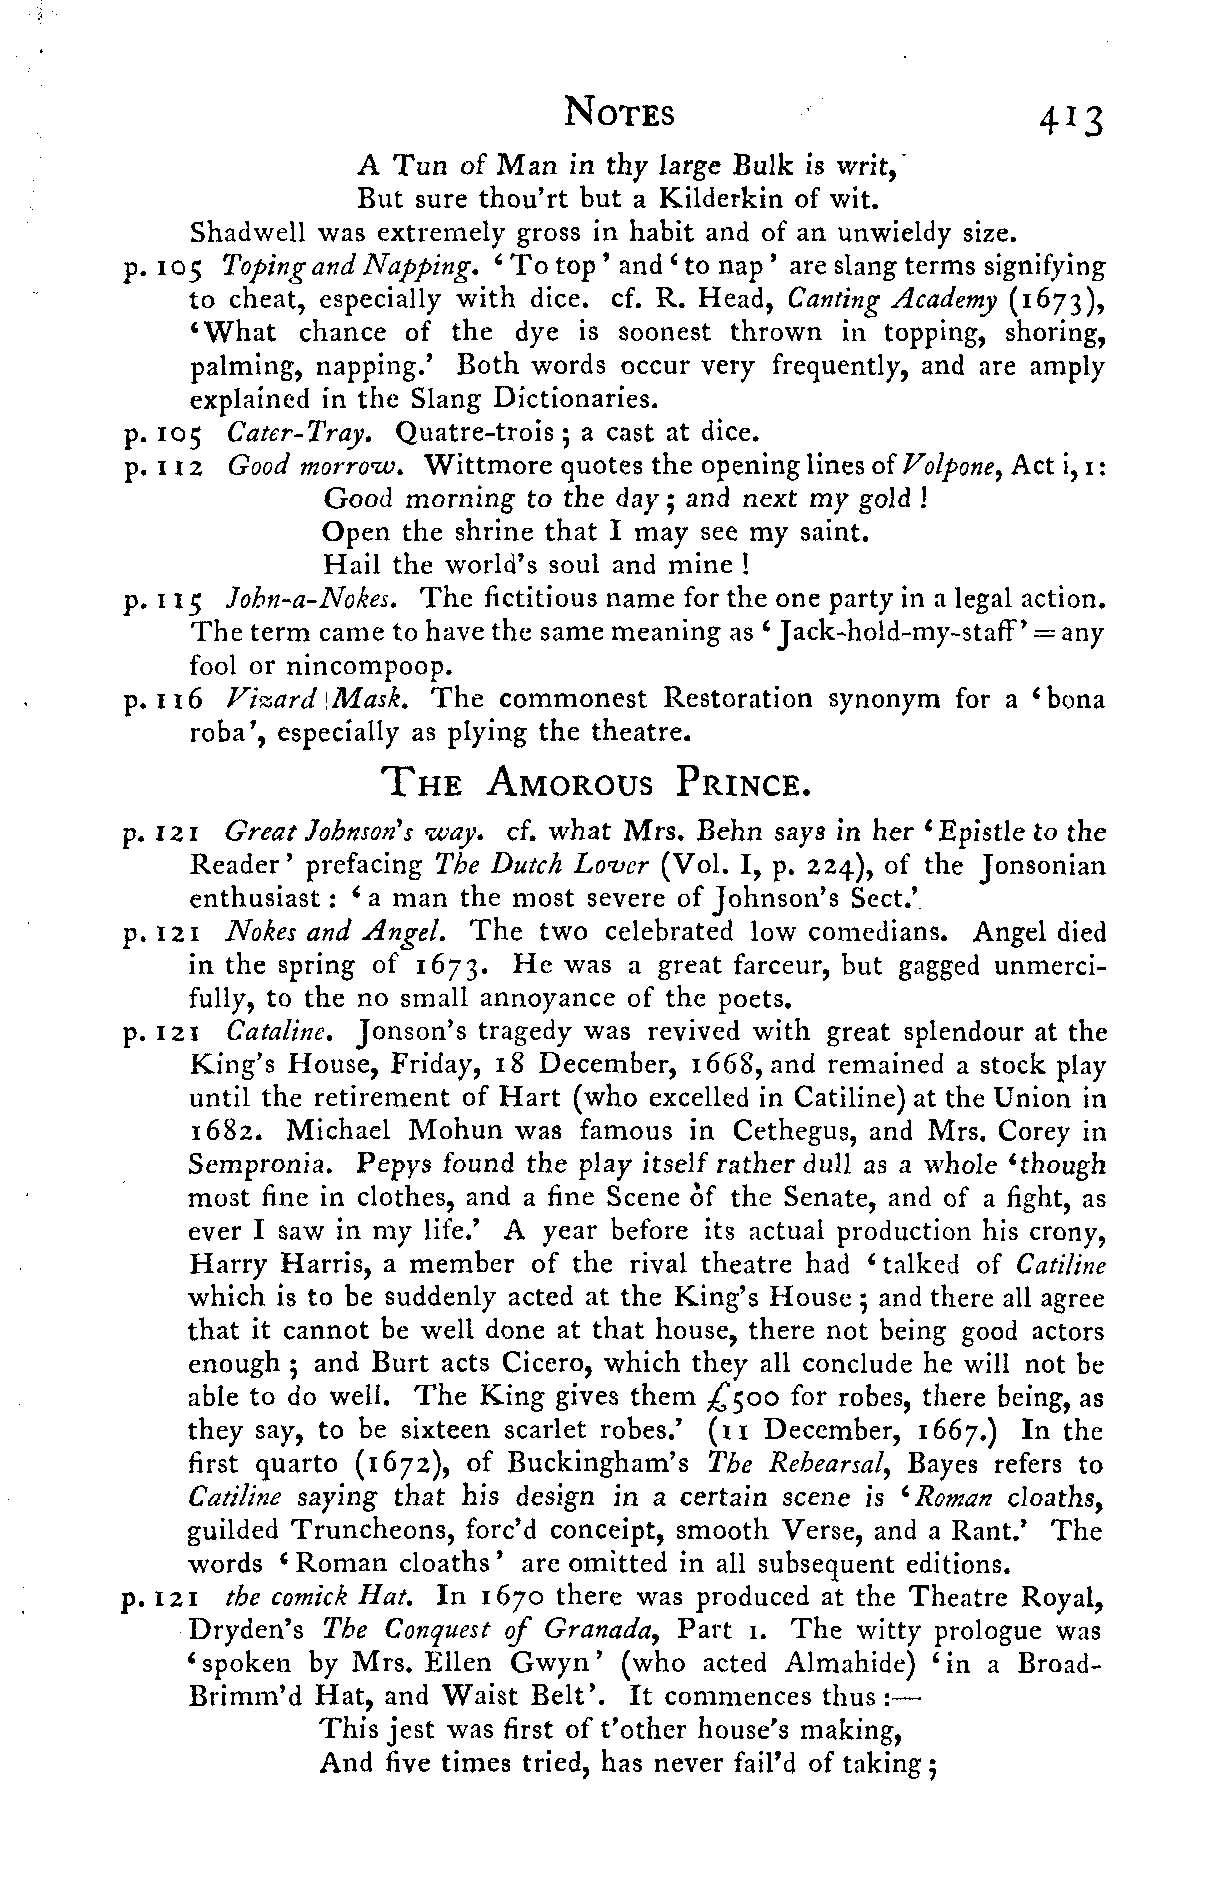 NOTES 413
A Tun of Man in thy large Bulk is writ,
But sure thou'rt but a Kilderkin of wit.
Shadwell was extremely gross in habit and of an unwieldy size.
p. 105 Toping and Napping. ‘To top’ and ‘to nap’ are slang terms signifying
to cheat, especially with dice. cf. R. Head, Canting Academy (1673),
‘What chance of the dye is soonest thrown in topping, shoring,
palming, napping.’ Both words occur very frequently, and are amply
explained in the Slang Dictionaries.
p. 105 Cater-Tray. Quatre-trois; a cast at dice.
p. 112 Good morrow. Wittmore quotes the opening lines of Volpone, Act i, 1:
Good morning to the day; and next my gold!
Open the shrine that I may see my saint.
Hail the world's soul and mine!
p. 115 John-a-Nokes. The fictitious name for the one party in a legal action.
The term came to have the same meaning as ‘Jack-hold-my-staff’ = any
fool or nincompoop.
p. 116 Vizard Mask. The commonest Restoration synonym for a ‘bona
roba’, especially as plying the theatre.
THE AMOROUS PRINCE.
p. 121 Great Johnson's way. cf. what Mrs. Behn says in her ‘Epistle to the
Reader’ prefacing The Dutch Lover (Vol. I, p. 224), of the Jonsonian
enthusiast: ‘a man the most severe of Johnson's Sect.’
p. 121 Nokes and Angel. The two celebrated low comedians. Angel died
in the spring of 1673. He was a great farceur, but gagged unmerci-
fully, to the no small annoyance of the poets.
p. 121 Cataline. Jonson's tragedy was revived with great splendour at the
King's House, Friday, 18 December, 1668, and remained a stock play
until the retirement of Hart (who excelled in Catiline) at the Union in
1682. Michael Mohun was famous in Cethegus, and Mrs. Corey in
Sempronia. Pepys found the play itself rather dull as a whole ‘though
most fine in clothes, and a fine Scene of the Senate, and of a fight, as
ever I saw in my life.’ A year before its actual production his crony,
Harry Harris, a member of the rival theatre had ‘talked of Catiline
which is to be suddenly acted at the King's House; and there all agree
that it cannot be well done at that house, there not being good actors
enough; and Burt acts Cicero, which they all conclude he will not be
able to do well. The King gives them £500 for robes, there being, as
they say, to be sixteen scarlet robes.’ (11 December, 1667.) In the
first quarto (1672), of Buckingham's The Rehearsal, Bayes refers to
Catiline saying that his design in a certain scene is ‘Roman cloaths,
guilded Truncheons, forc'd conceipt, smooth Verse, and a Rant.’ The
words ‘Roman cloaths’ are omitted in all subsequent editions.
p. 121 the comick Hat. In 1670 there was produced at the Theatre Royal,
Dryden's The Conquest of Granada, Part 1. The witty prologue was
‘spoken by Mrs. Ellen Gwyn’ (who acted Almahide) ‘in a Broad-
Brimm'd Hat, and Waist Belt’. It commences thus:—
This jest was first of t'other house's making,
And five times tried, has never fail'd of taking;